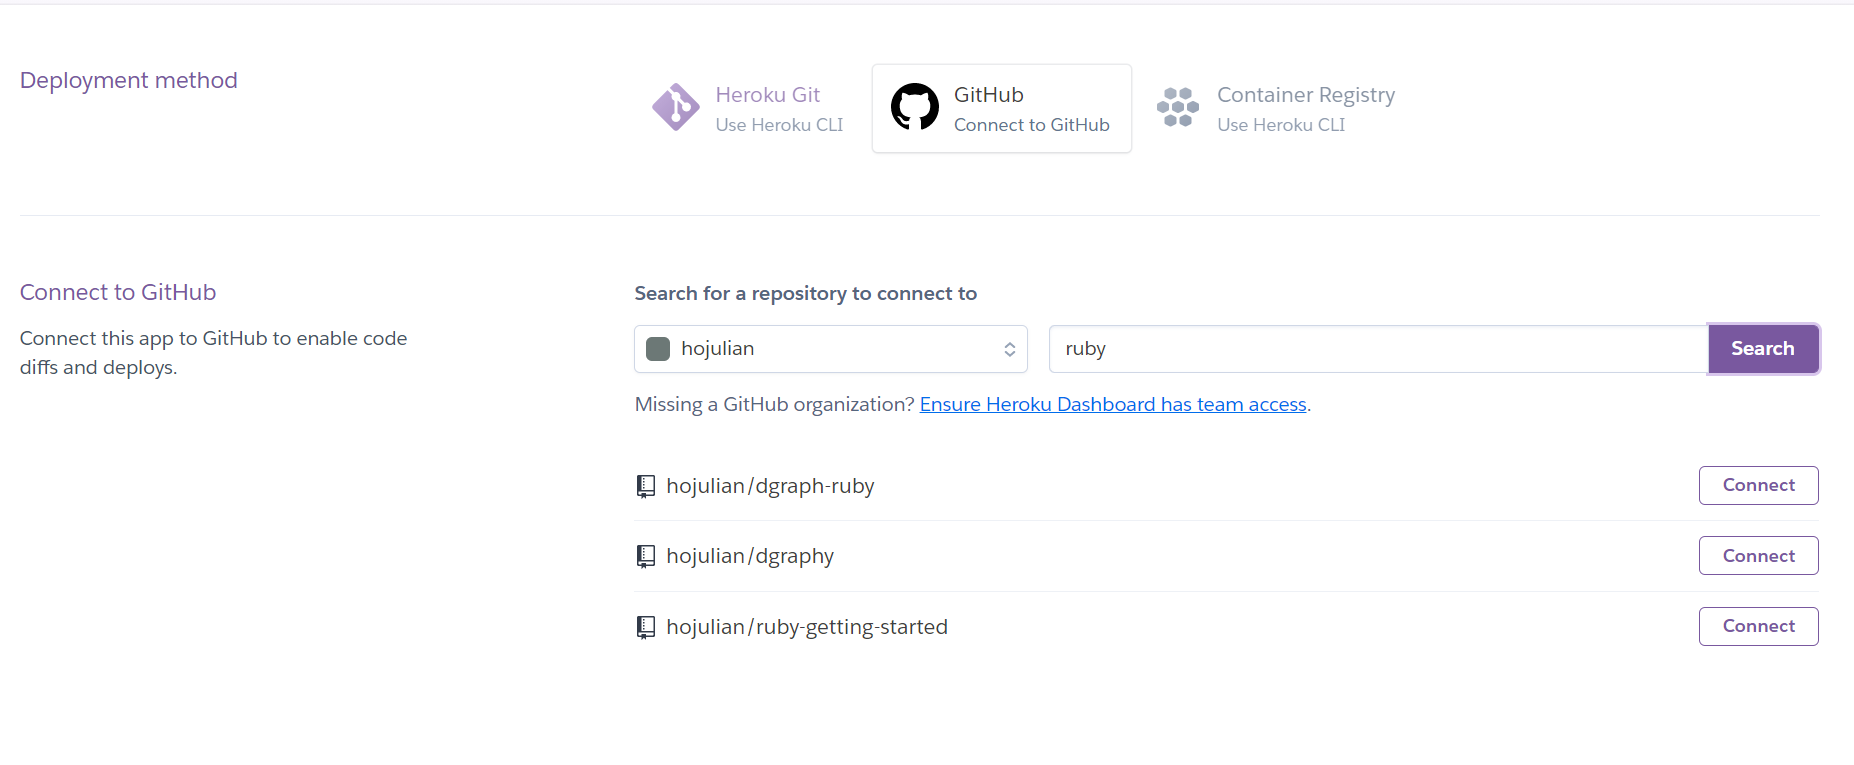 Deployment method
Heroku Git
Use Heroku CLI
GitHub
Connect to GitHub
Container Registry
Use Heroku CLI
Connect to GitHub
Connect this app to GitHub to enable code
diffs and deploys.
Search for a repository to connect to
hojulian
ruby
Search
Missing a GitHub organization? Ensure Heroku Dashboard has team access.
hojulian/dgraph-ruby
Connect
hojulian/dgraphy
Connect
hojulian/ruby-getting-started
Connect